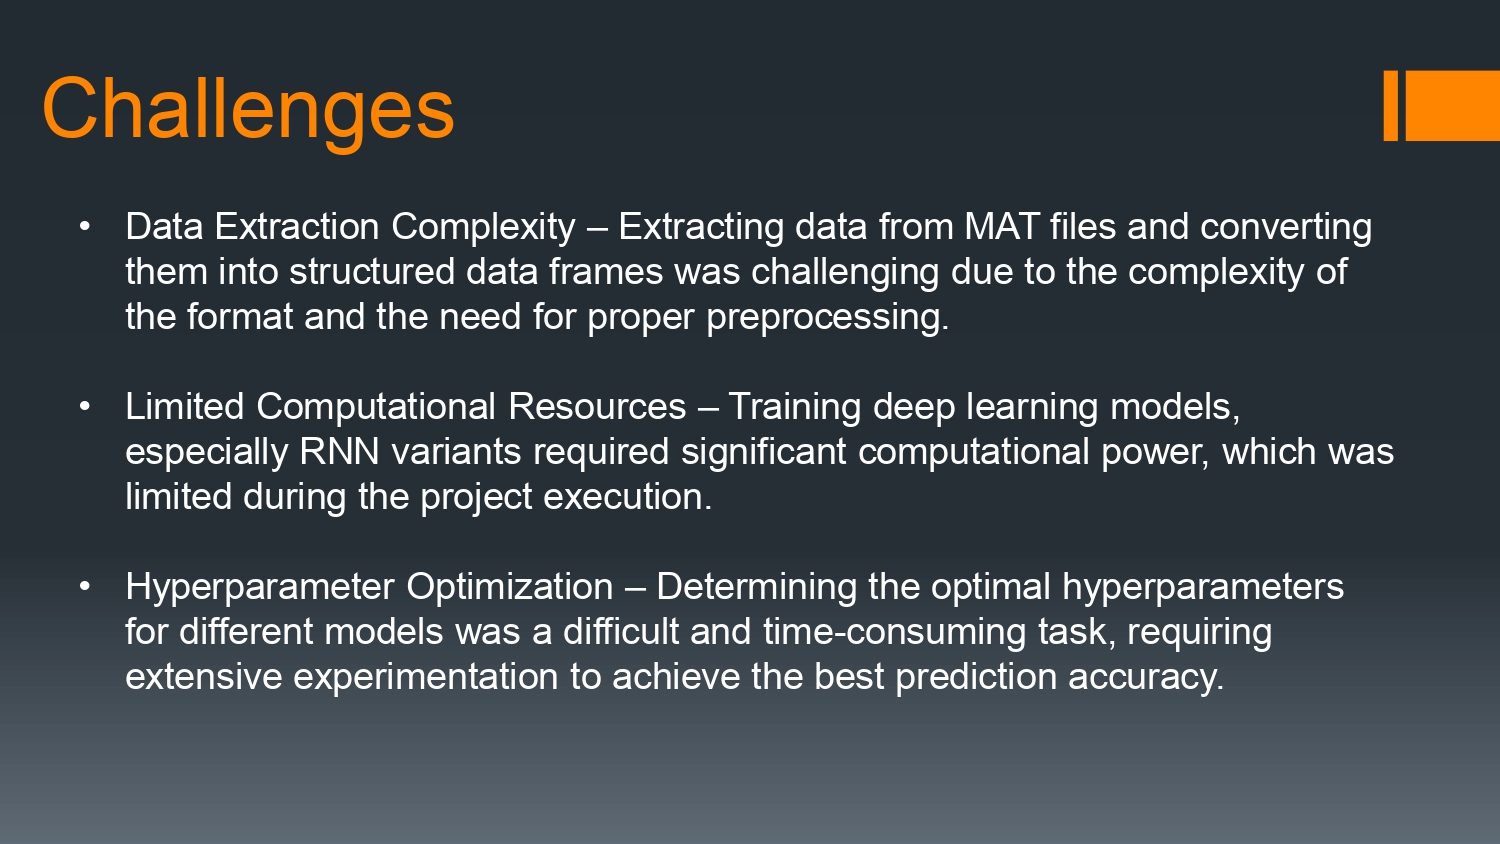 Challenges
• Data Extraction Complexity – Extracting data from MAT files and converting
them into structured data frames was challenging due to the complexity of
the format and the need for proper preprocessing.
• Limited Computational Resources – Training deep learning models,
especially RNN variants required significant computational power, which was
limited during the project execution.
• Hyperparameter Optimization – Determining the optimal hyperparameters
for different models was a difficult and time-consuming task, requiring
extensive experimentation to achieve the best prediction accuracy.